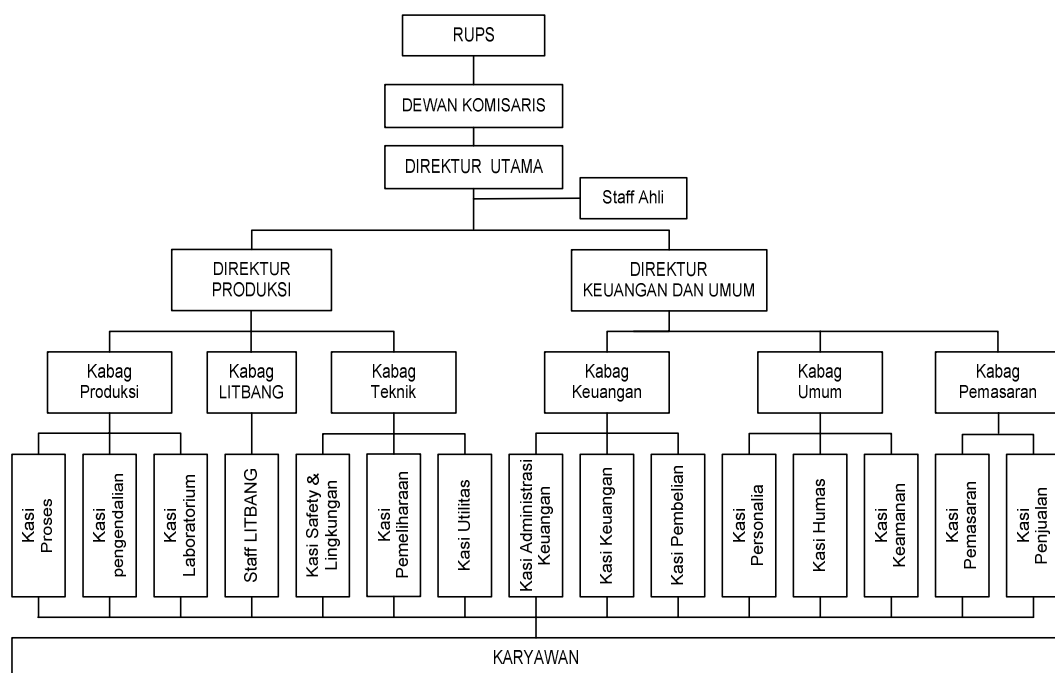 RUPS
DEWAN KOMISARIS
DIREKTUR UTAMA
Staff Ahli
DIREKTUR
PRODUKSI
DIREKTUR
KEUANGAN DAN UMUM
Kabag
Produksi
Kabag
LITBANG
Kabag
Teknik
Kabag
Keuangan
Kabag
Umum
Kabag
Pemasaran
Kasi
Proses
Kasi
pengendalian
Kasi
Laboratorium
Staff LITBANG
Kasi Safety &
Lingkungan
Kasi
Pemeliharaan
Kasi Utilitas
Kasi Administrasi
Keuangan
Kasi Keuangan
Kasi Pembelian
Kasi
Personalia
Kasi Humas
Kasi
Keamanan
Kasi
Pemasaran
Kasi
Penjualan
KARYAWAN